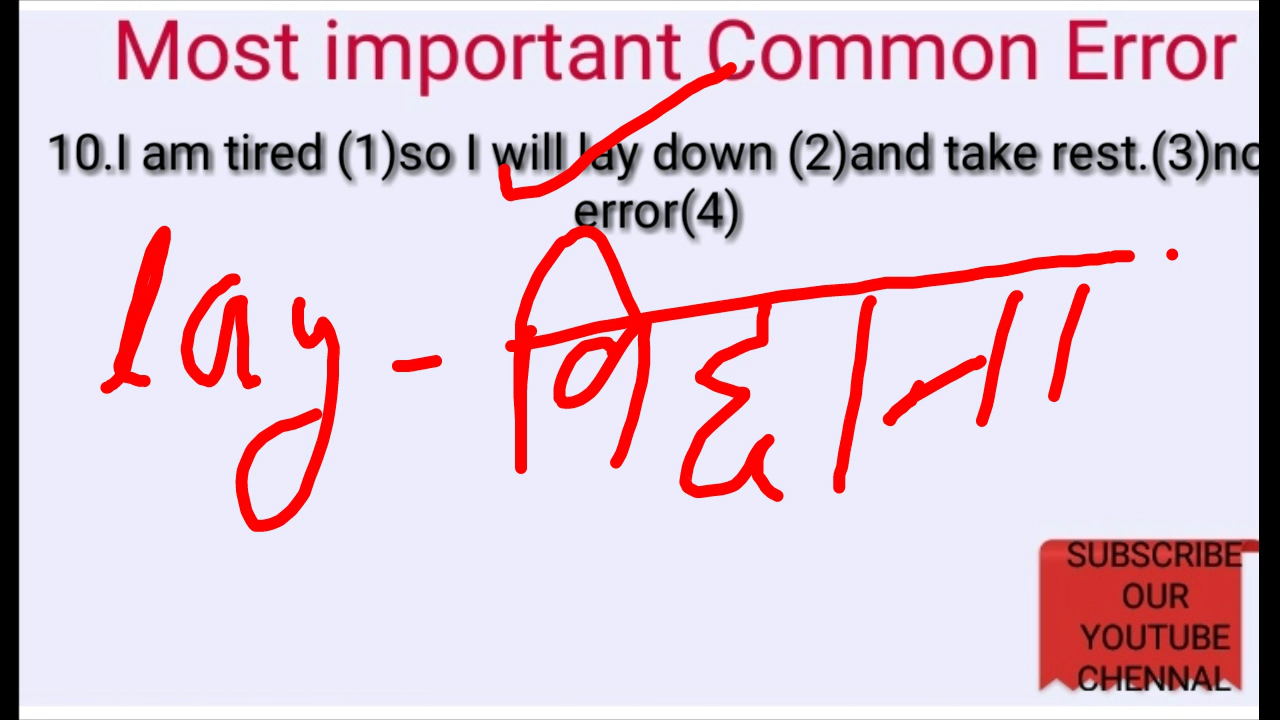 Most important Common Error
10.I am tired (1)so I will lay down (2)and take rest.(3)no
error(4)
lay - विछाना
SUBSCRIBE
OUR
YOUTUBE
CHENNAL